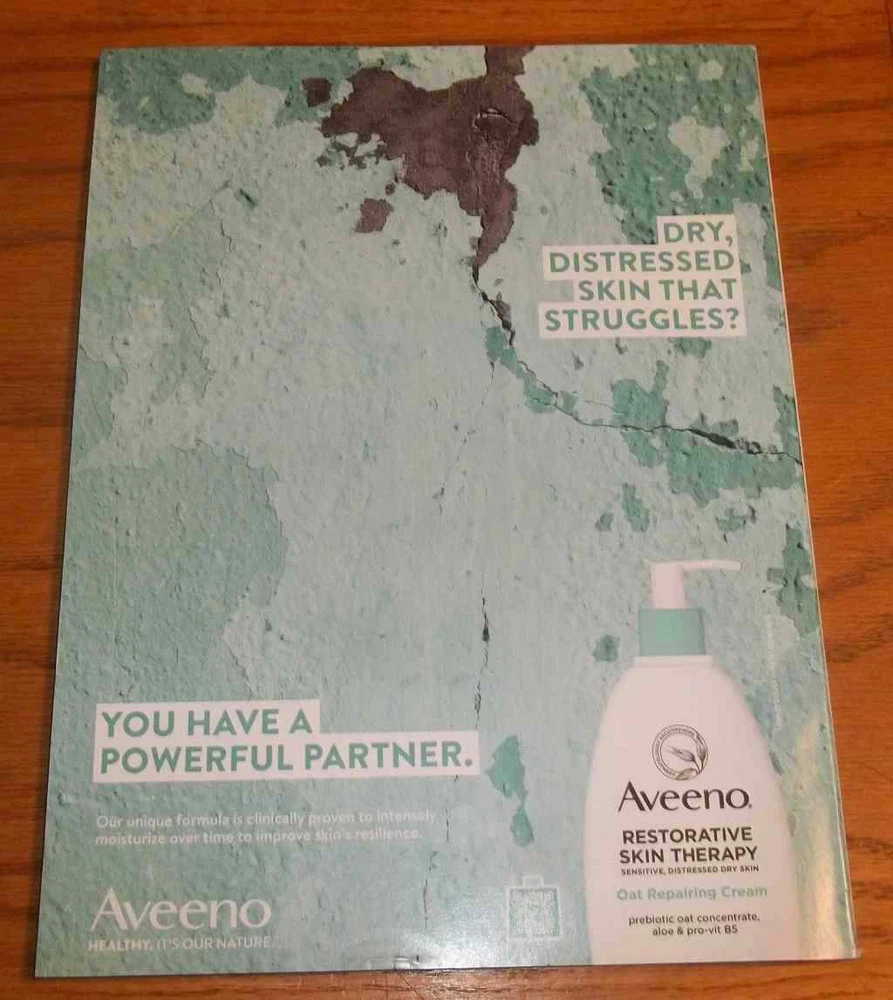 DRY,
DISTRESSED
SKIN THAT
STRUGGLES?
YOU HAVE A
POWERFUL PARTNER.
Our unique formula is clinically proven to intensely
moisturize over time to improve skin's resilience.
Aveeno
HEALTHY. IT'S OUR NATURE.
Aveeno®
RESTORATIVE
SKIN THERAPY
SENSITIVE, DISTRESSED DRY SKIN
Oat Repairing Cream
prebiotic oat concentrate,
aloe & pro-vit B5